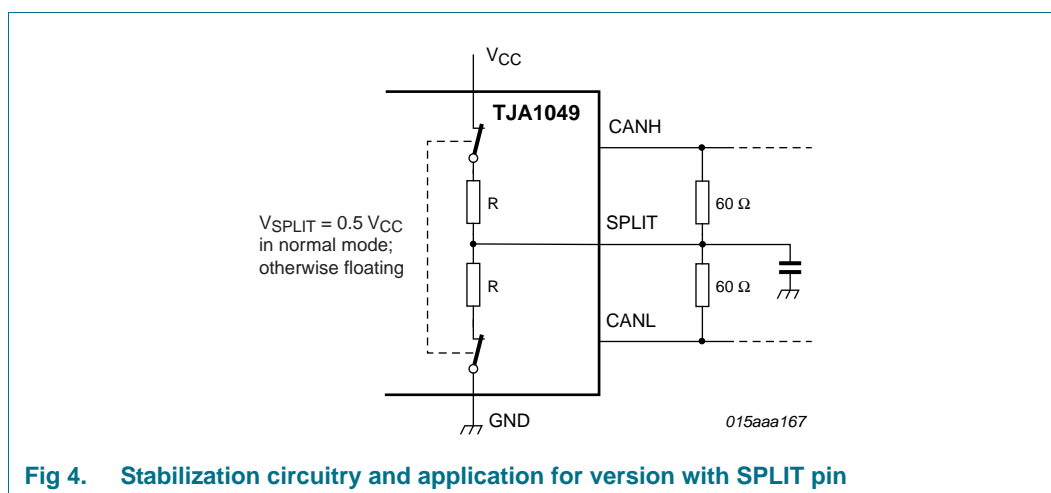 VCC
TJA1049
CANH
R
60 Ω
VSPLIT = 0.5 VCC
in normal mode;
otherwise floating
SPLIT
R
60 Ω
CANL
GND
015aaa167
Fig 4. Stabilization circuitry and application for version with SPLIT pin